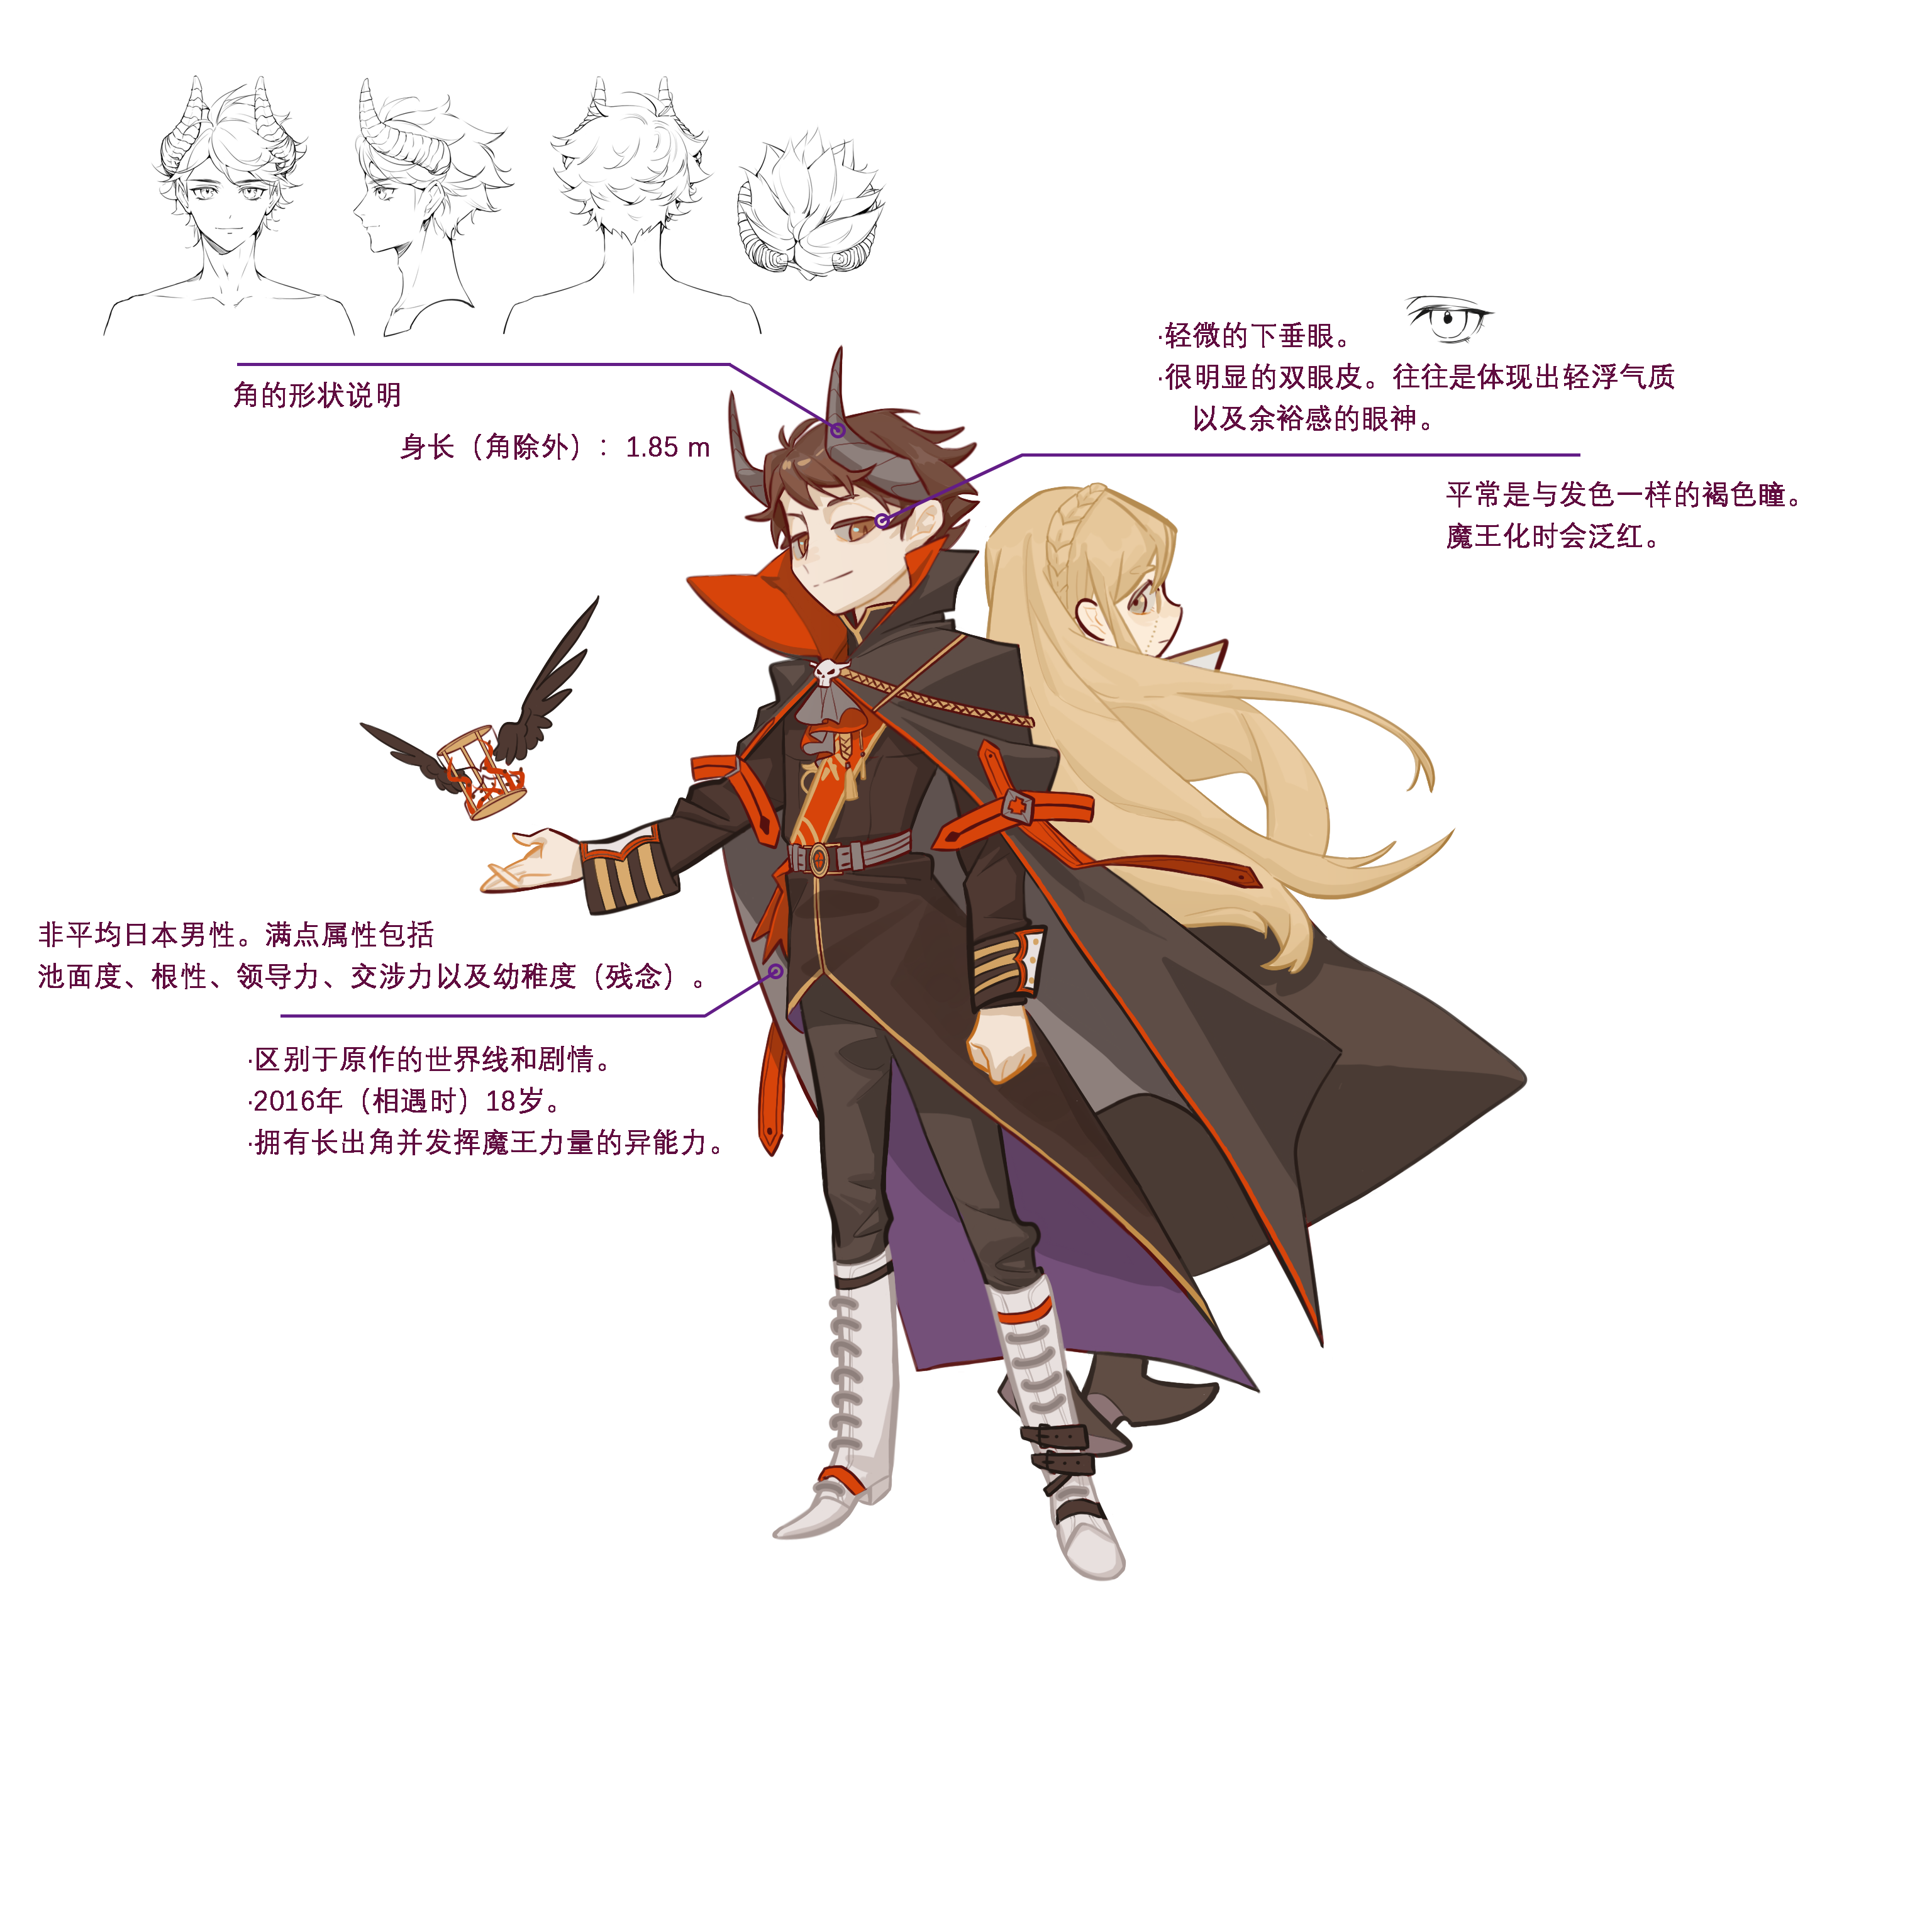 角的形状说明
身长（角除外）：1.85 m
·轻微的下垂眼。
·很明显的双眼皮。往往是体现出轻浮气质
以及余裕感的眼神。
平常是与发色一样的褐色瞳。
魔王化时会泛红。
非平均日本男性。满点属性包括
池面度、根性、领导力、交涉力以及幼稚度（残念）。
·区别于原作的世界线和剧情。
·2016年（相遇时）18岁。
·拥有长出角并发挥魔王力量的异能力。